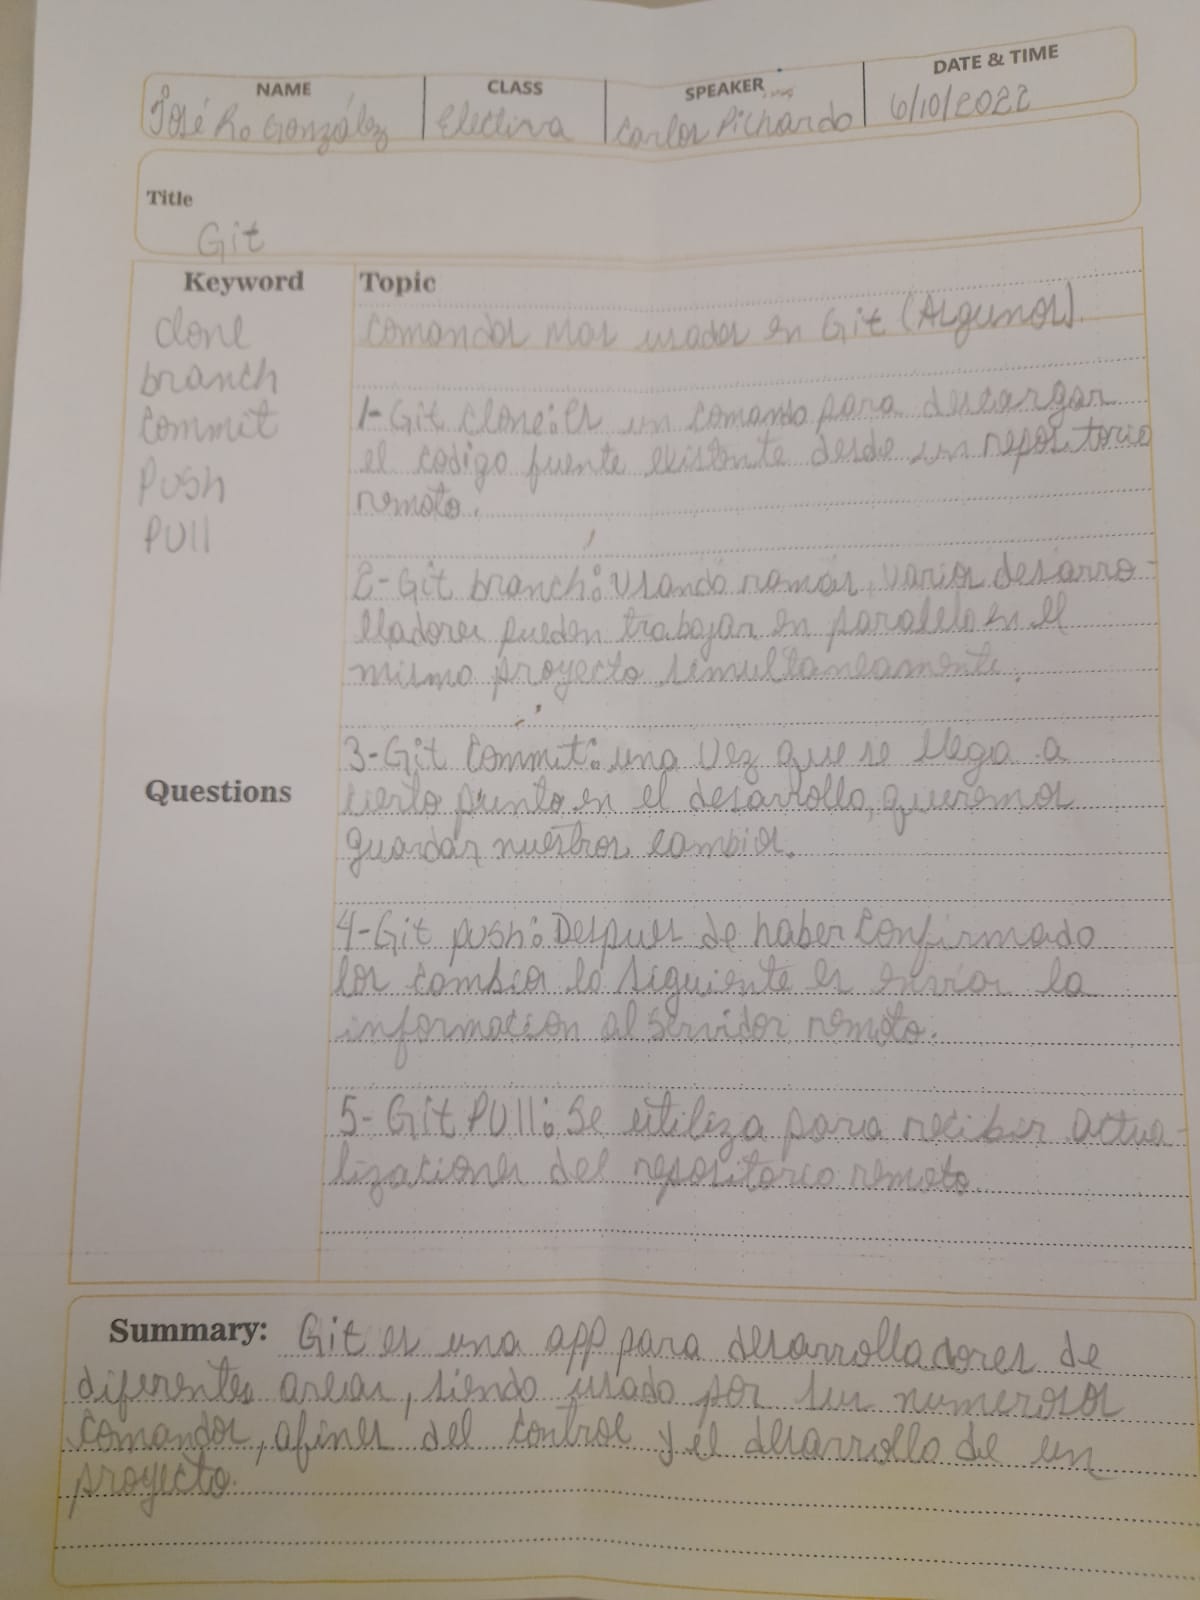 NAME CLASS SPEAKER DATE & TIME
José Ro González Electiva Carlos Pichardo 6/10/2022
Title
Git
Keyword
clone
branch
commit
Push
PUll
Questions
Topic
comandos mas usados en Git (Algunos).
1-Git clone: Es un comando para descargar
el codigo fuente existente desde un repositorio
remoto.
2-Git branch: Usando ramas, varios desarro-
lladores pueden trabajar en paralelo en el
mismo proyecto simultaneamente.
3-Git commit: una vez que se llega a
cierto punto en el desarrollo, queremos
guardar nuestros cambios.
4-Git push: Despues de haber confirmado
los cambios lo siguiente es enviar la
informacion al servidor remoto.
5-Git PUll: Se utiliza para recibir actua-
lizaciones del repositorio remoto.
Summary: Git es una app para desarrolladores de
diferentes areas, siendo usado por sus numerosos
comandos, afines del control y el desarrollo de un
proyecto.